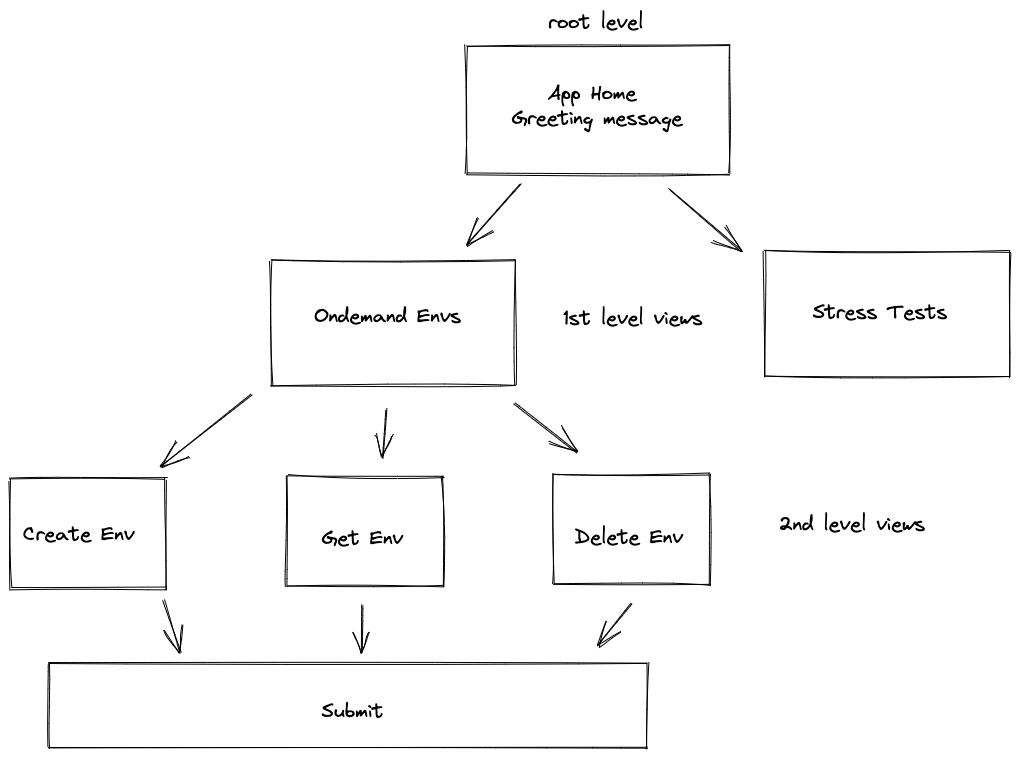 root level
App Home
Greeting message
Ondemand Envs
1st level views
Stress Tests
Create Env
Get Env
Delete Env
2nd level views
Submit